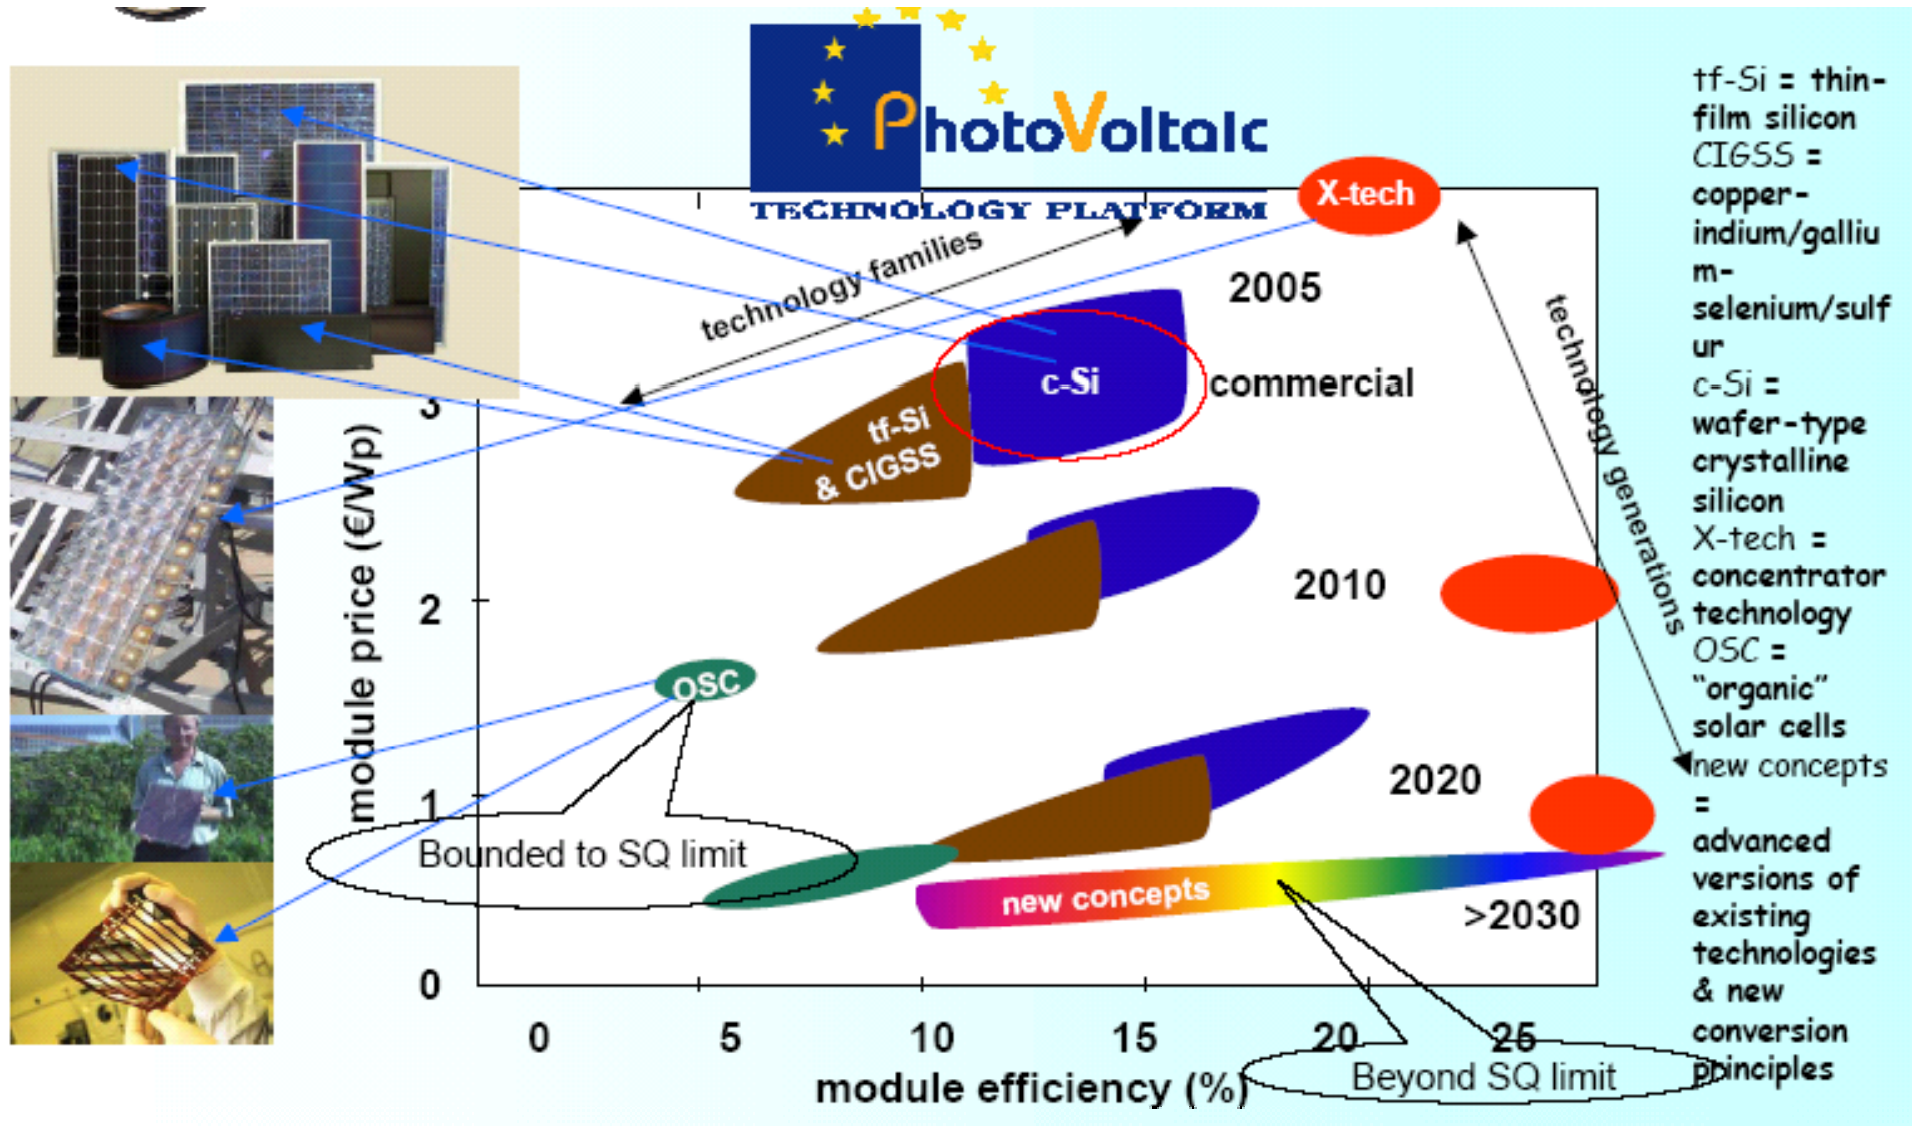 PhotoVoltaic
TECHNOLOGY PLATFORM
X-tech
technology families
2005
c-Si
commercial
tf-Si
& CIGSS
2010
OSC
2020
Bounded to SQ limit
new concepts
>2030
technology generations
module price (€/Wp)
3
2
1
0
0 5 10 15 20 25
module efficiency (%)
Beyond SQ limit
tf-Si = thin-
film silicon
CIGSS =
copper-
indium/galliu
m-
selenium/sulf
ur
c-Si =
wafer-type
crystalline
silicon
X-tech =
concentrator
technology
OSC =
“organic”
solar cells
new concepts
=
advanced
versions of
existing
technologies
& new
conversion
principles